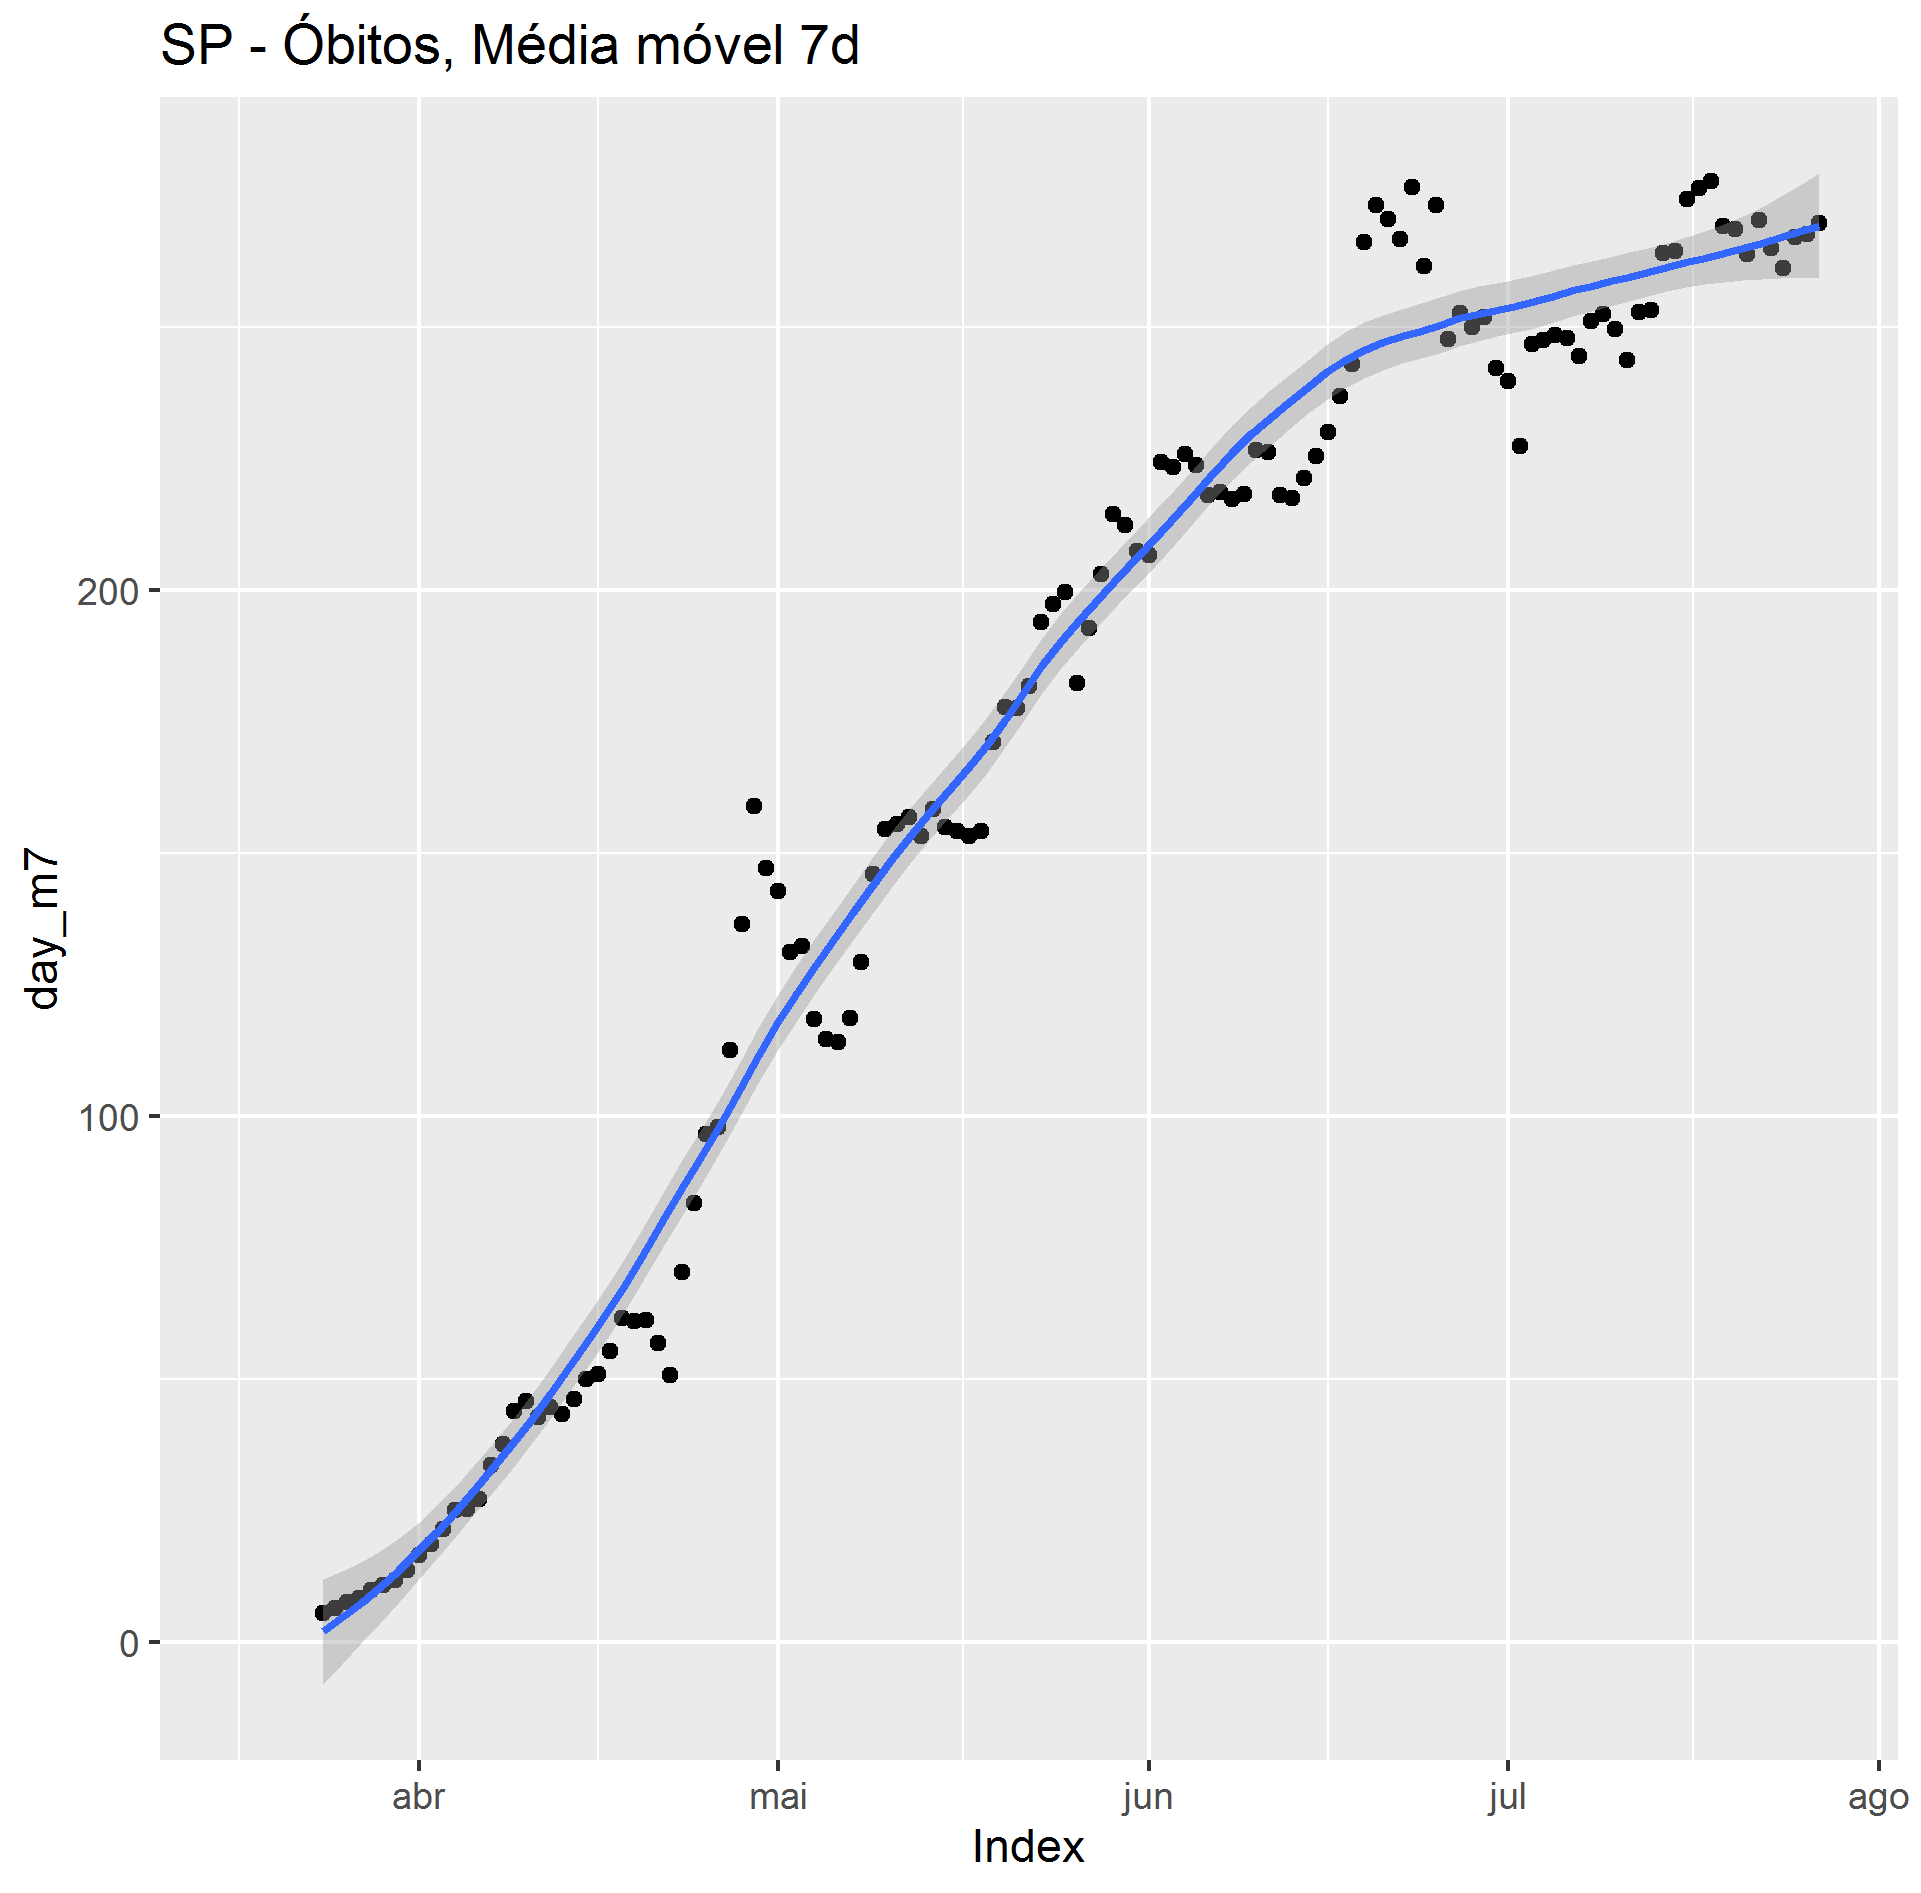 SP - Óbitos, Média móvel 7d
day_m7
200
100
0
abr mai jun jul ago
Index